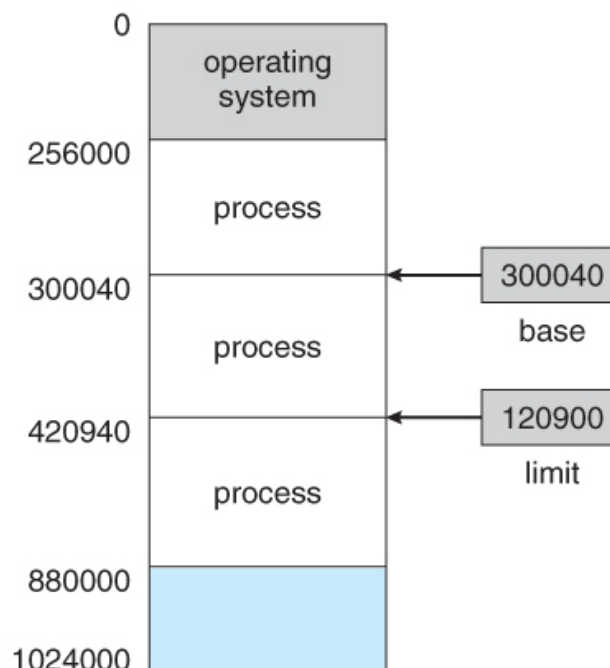 0
operating
system
256000
process
300040
300040
base
process
420940
120900
limit
process
880000
1024000